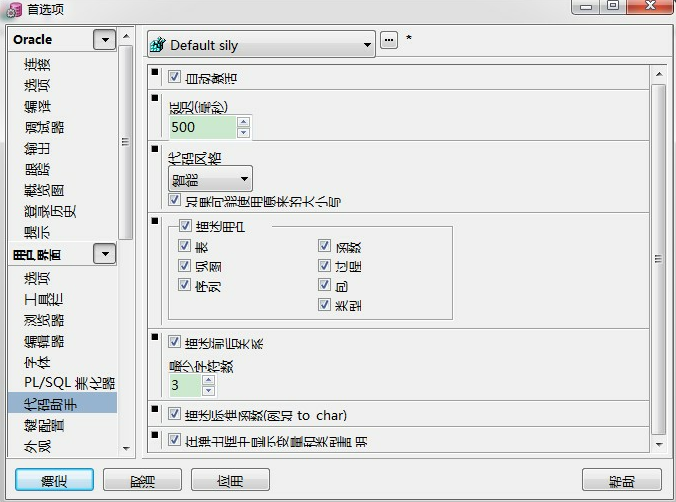 首选项
Oracle
连接
选项
编译
调试器
输出
跟踪
概览图
登录历史
提示
用户界面
选项
工具栏
浏览器
编辑器
字体
PL/SQL 美化器
代码助手
键配置
外观
Default sily
... *
自动激活
延迟(毫秒)
500
代码风格
智能
如果可能使用原来的大小写
描述用户
表
函数
视图
过程
序列
包
类型
描述前后关系
最少字符数
3
描述标准函数(例如 to char)
在弹出框中显示变量和类型声明
确定
取消
应用
帮助